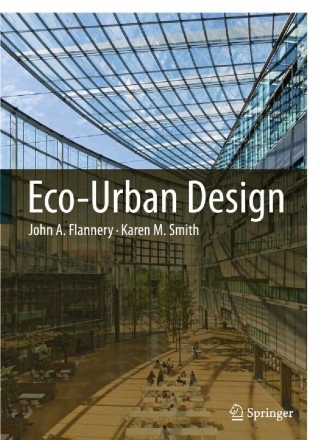 Eco-Urban Design
John A. Flannery · Karen M. Smith
Springer